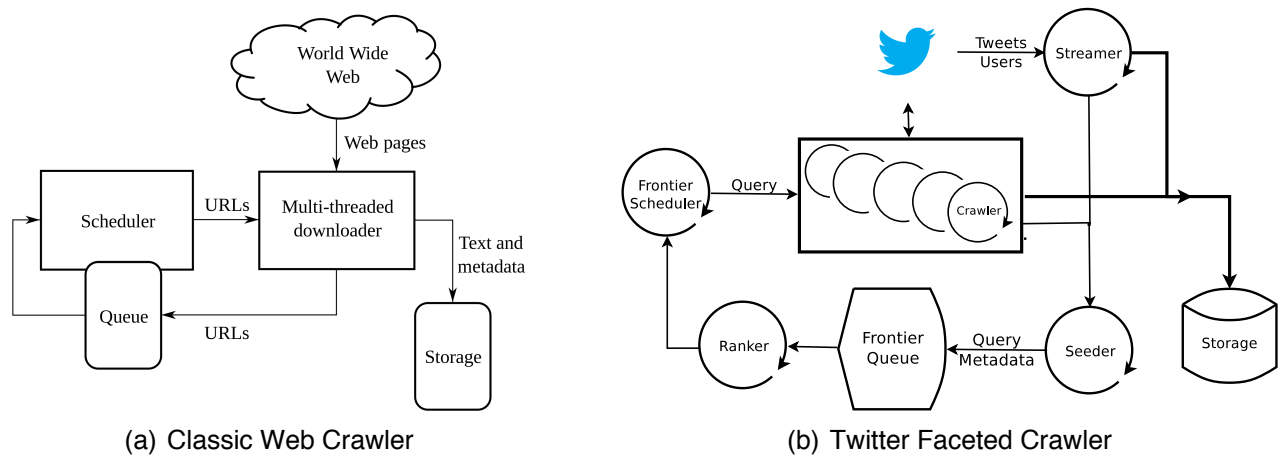 World Wide
Web
Web pages
Scheduler
URLs
Multi-threaded
downloader
Text and
metadata
Queue
URLs
Storage
(a) Classic Web Crawler
Tweets
Users
Streamer
Frontier
Scheduler
Query
Crawler
Ranker
Frontier
Queue
Query
Metadata
Seeder
Storage
(b) Twitter Faceted Crawler